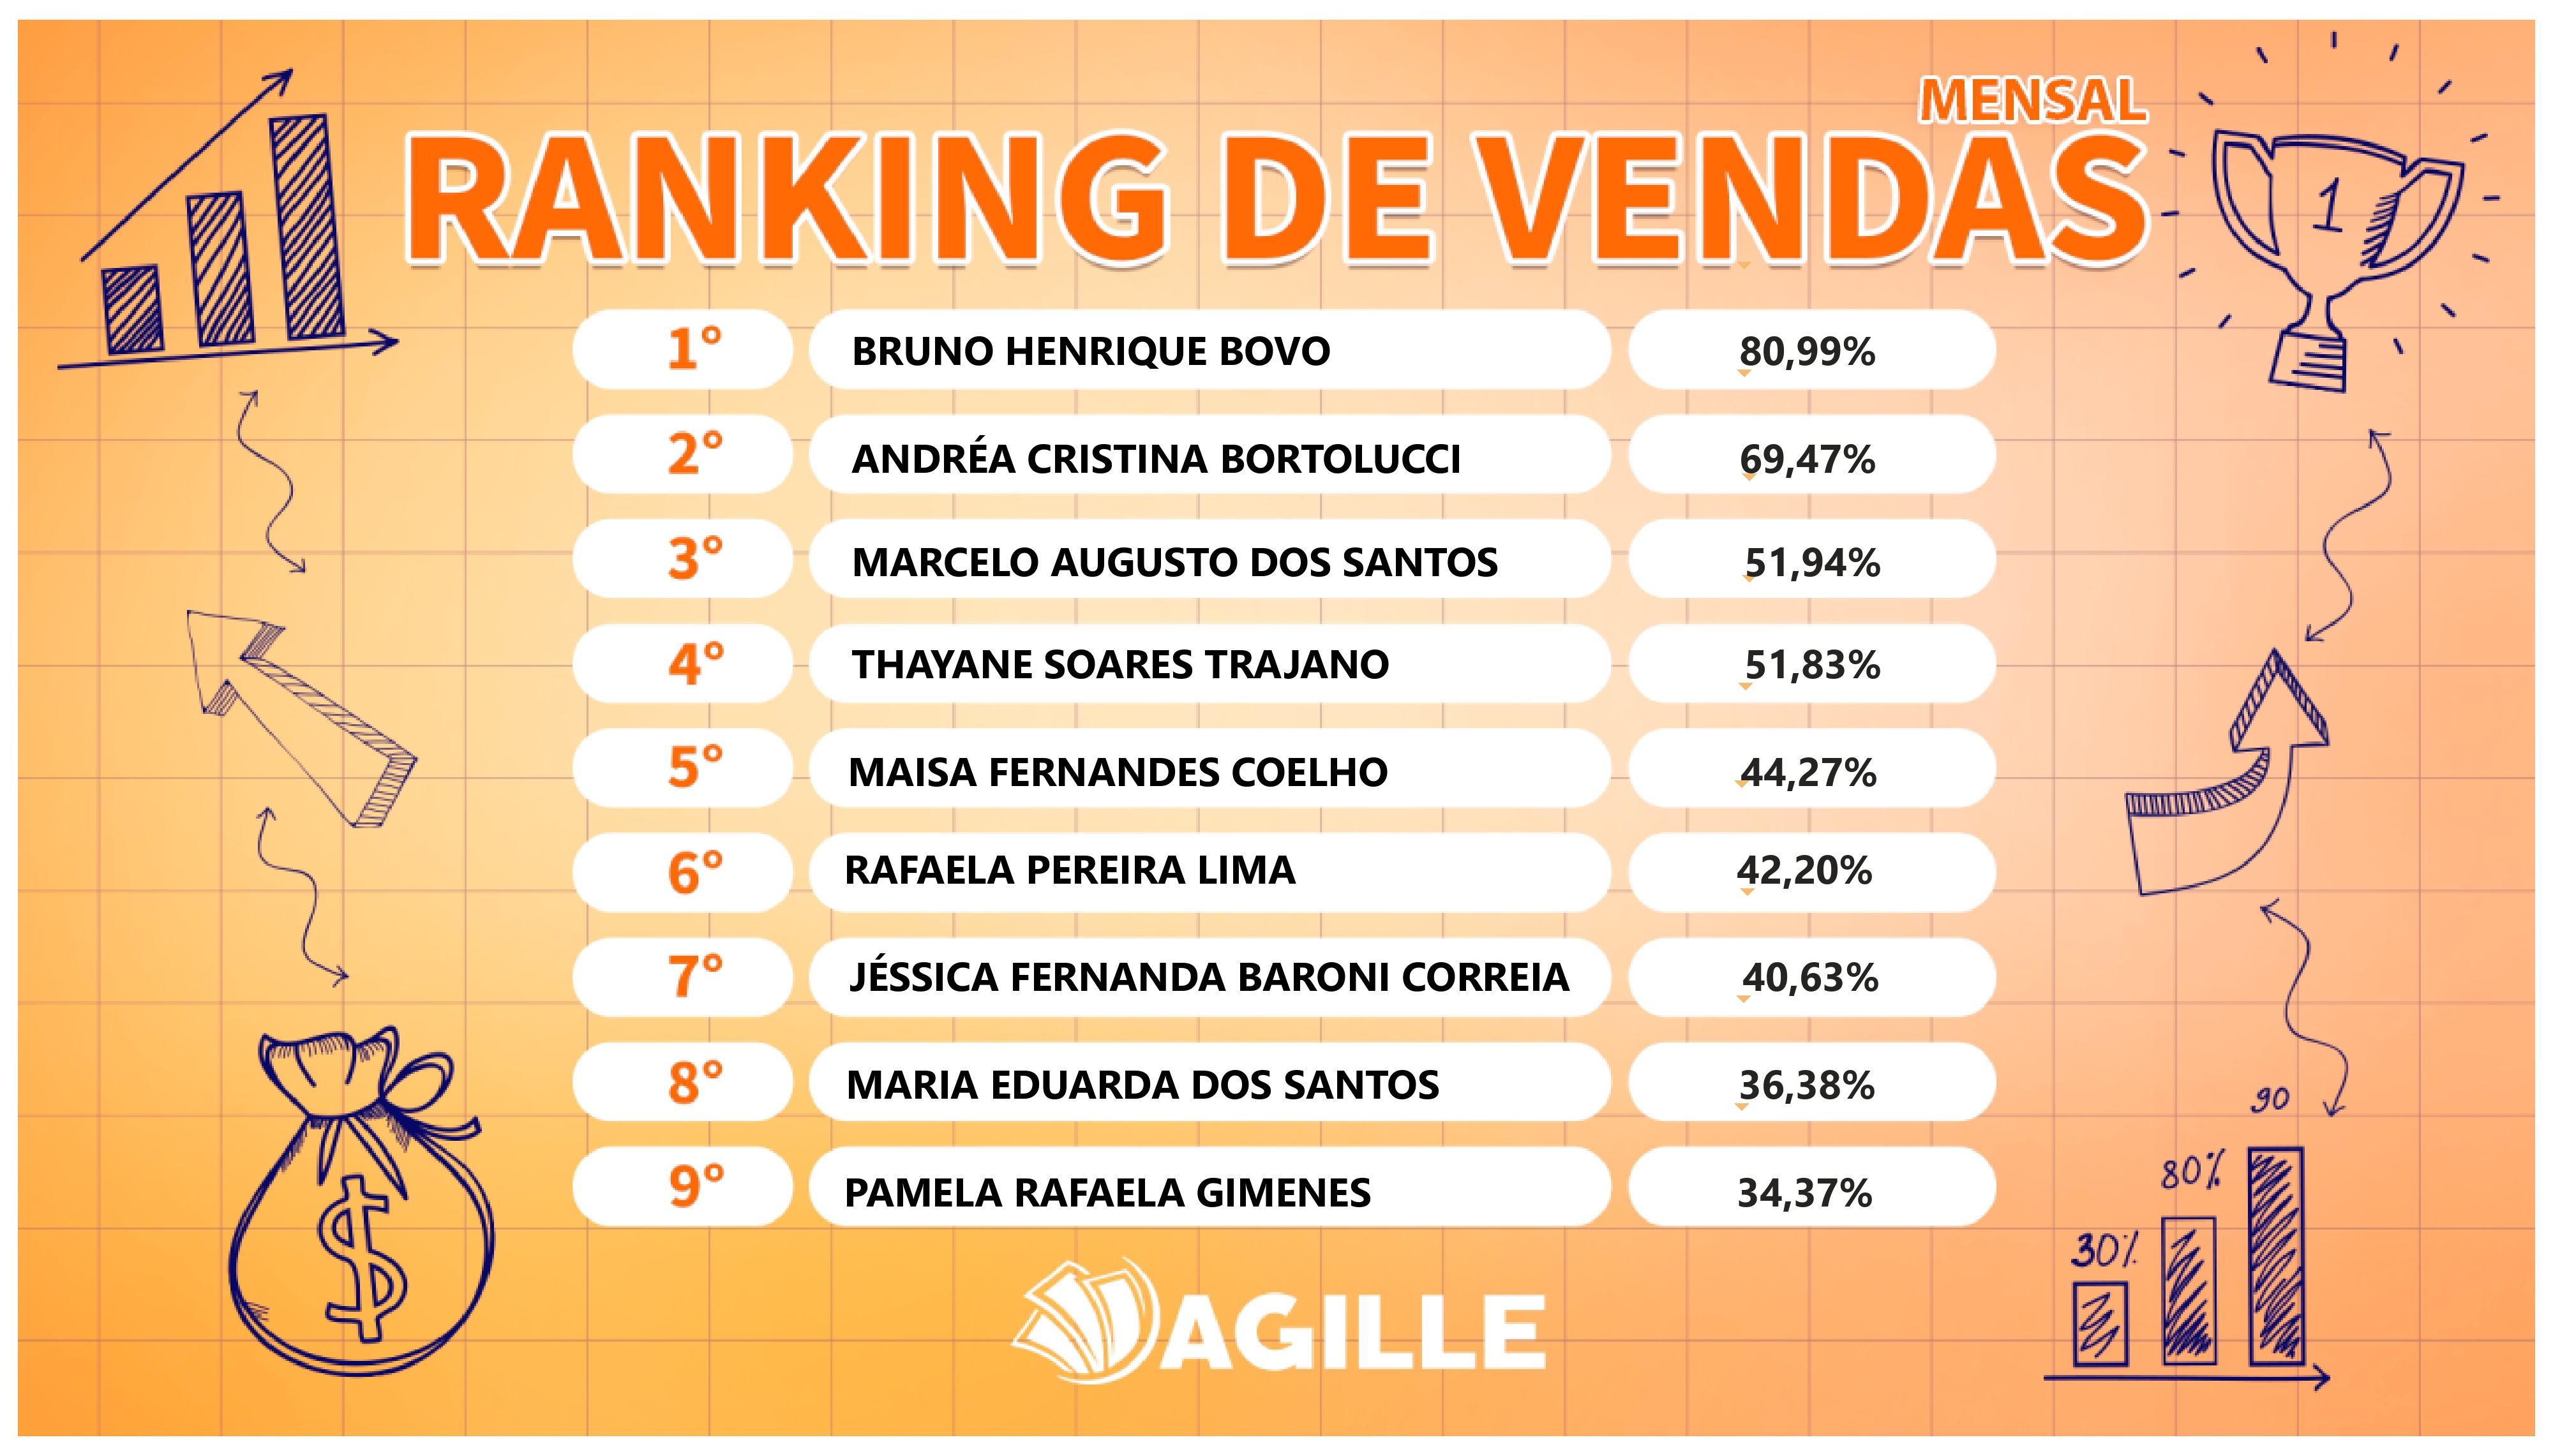 MENSAL
RANKING DE VENDAS
1
1° BRUNO HENRIQUE BOVO 80,99%
2° ANDRÉA CRISTINA BORTOLUCCI 69,47%
3° MARCELO AUGUSTO DOS SANTOS 51,94%
4° THAYANE SOARES TRAJANO 51,83%
5° MAISA FERNANDES COELHO 44,27%
6° RAFAELA PEREIRA LIMA 42,20%
7° JÉSSICA FERNANDA BARONI CORREIA 40,63%
8° MARIA EDUARDA DOS SANTOS 36,38%
9° PAMELA RAFAELA GIMENES 34,37%
$
30%
80%
90
AGILLE